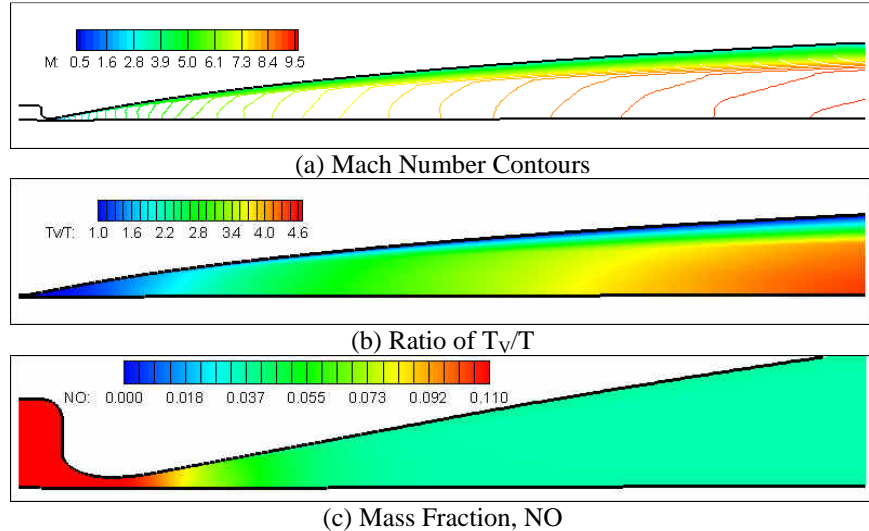 M: 0.5 1.6 2.8 3.9 5.0 6.1 7.3 8.4 9.5
(a) Mach Number Contours
Tv/T: 1.0 1.6 2.2 2.8 3.4 4.0 4.6
(b) Ratio of TV/T
NO: 0.000 0.018 0.037 0.055 0.073 0.092 0.110
(c) Mass Fraction, NO